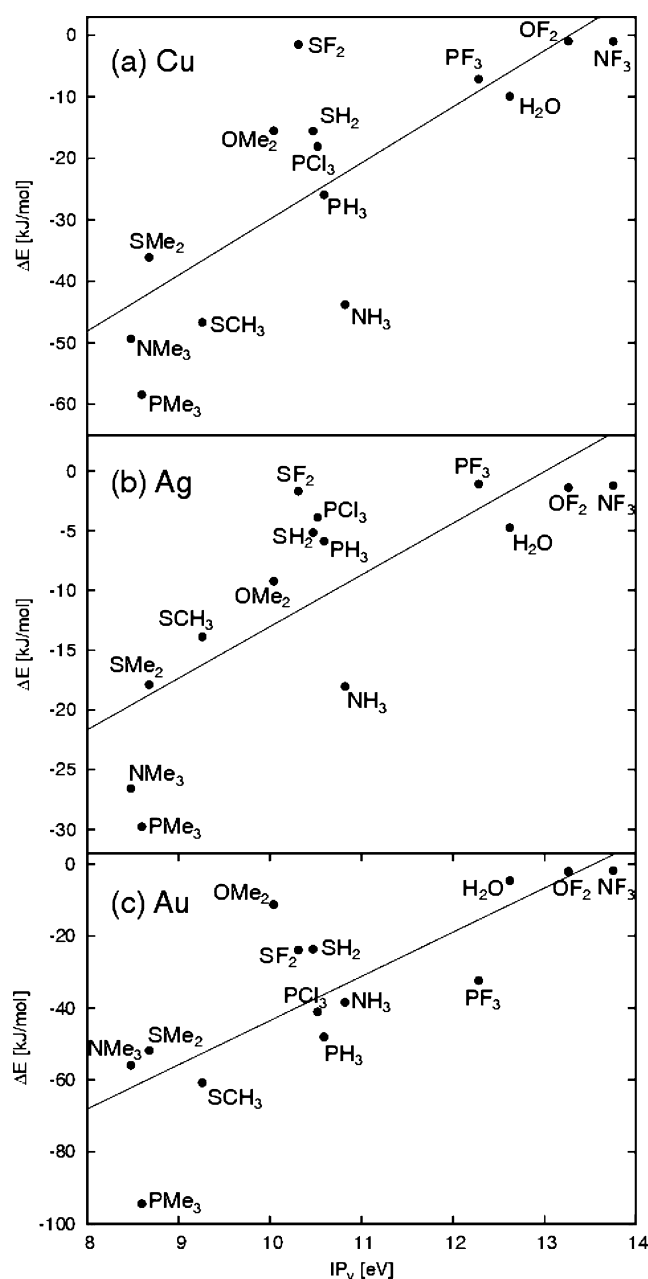 (a) Cu
ΔE [kJ/mol]
0
-10
-20
-30
-40
-50
-60
SF₂
OF₂
PF₃
NF₃
H₂O
SH₂
OMe₂
PCl₃
PH₃
SMe₂
NH₃
SCH₃
NMe₃
PMe₃
(b) Ag
ΔE [kJ/mol]
0
-5
-10
-15
-20
-25
-30
PF₃
SF₂
OF₂
NF₃
PCl₃
SH₂
PH₃
H₂O
OMe₂
SCH₃
SMe₂
NH₃
NMe₃
PMe₃
(c) Au
ΔE [kJ/mol]
0
-20
-40
-60
-80
-100
H₂O
OF₂
NF₃
OMe₂
SF₂
SH₂
PCl₃
NH₃
PF₃
SMe₂
NMe₃
PH₃
SCH₃
PMe₃
8 9 10 11 12 13 14
IPᵥ [eV]